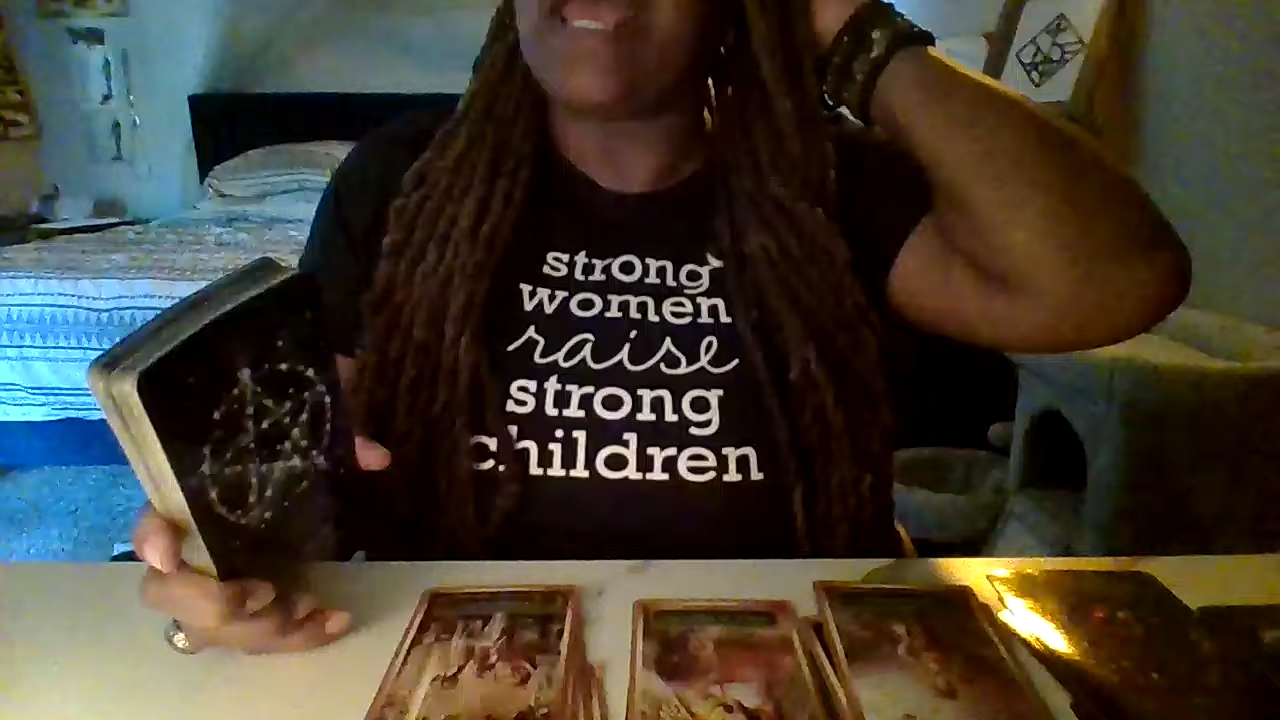 strong
women
raise
strong
children